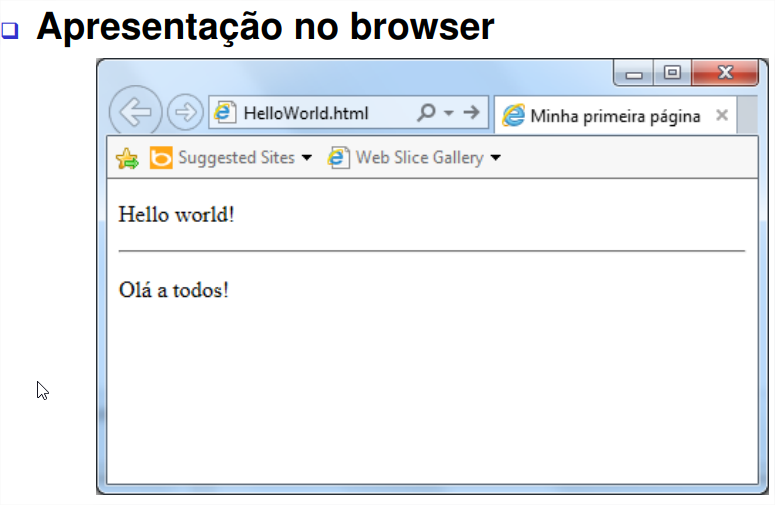 Apresentação no browser
HelloWorld.html
Minha primeira página
Suggested Sites
Web Slice Gallery
Hello world!
Olá a todos!